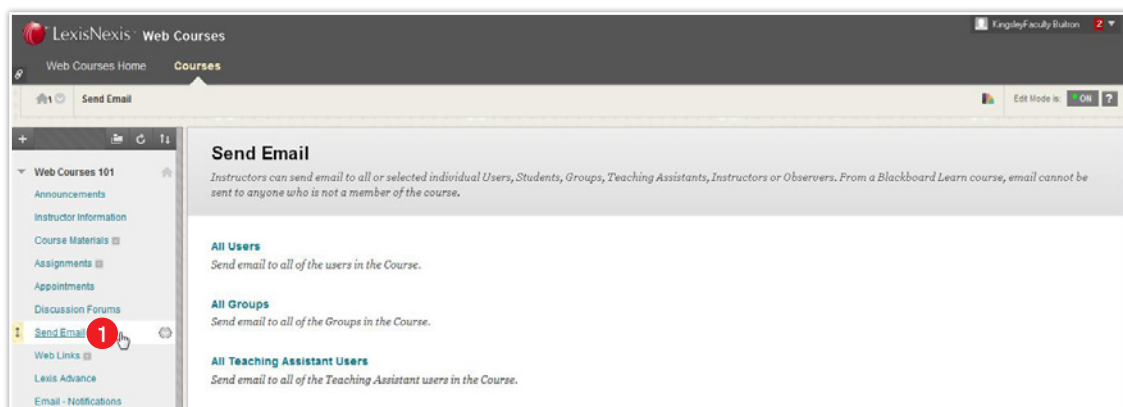 LexisNexis® Web Courses
KingsleyFaculty Buitron 2
Web Courses Home Courses
1 Send Email Edit Mode is: ON ?
Web Courses 101
Announcements
Instructor Information
Course Materials
Assignments
Appointments
Discussion Forums
Send Email 1
Web Links
Lexis Advance
Email - Notifications
Send Email
Instructors can send email to all or selected individual Users, Students, Groups, Teaching Assistants, Instructors or Observers. From a Blackboard Learn course, email cannot be
sent to anyone who is not a member of the course.
All Users
Send email to all of the users in the Course.
All Groups
Send email to all of the Groups in the Course.
All Teaching Assistant Users
Send email to all of the Teaching Assistant users in the Course.